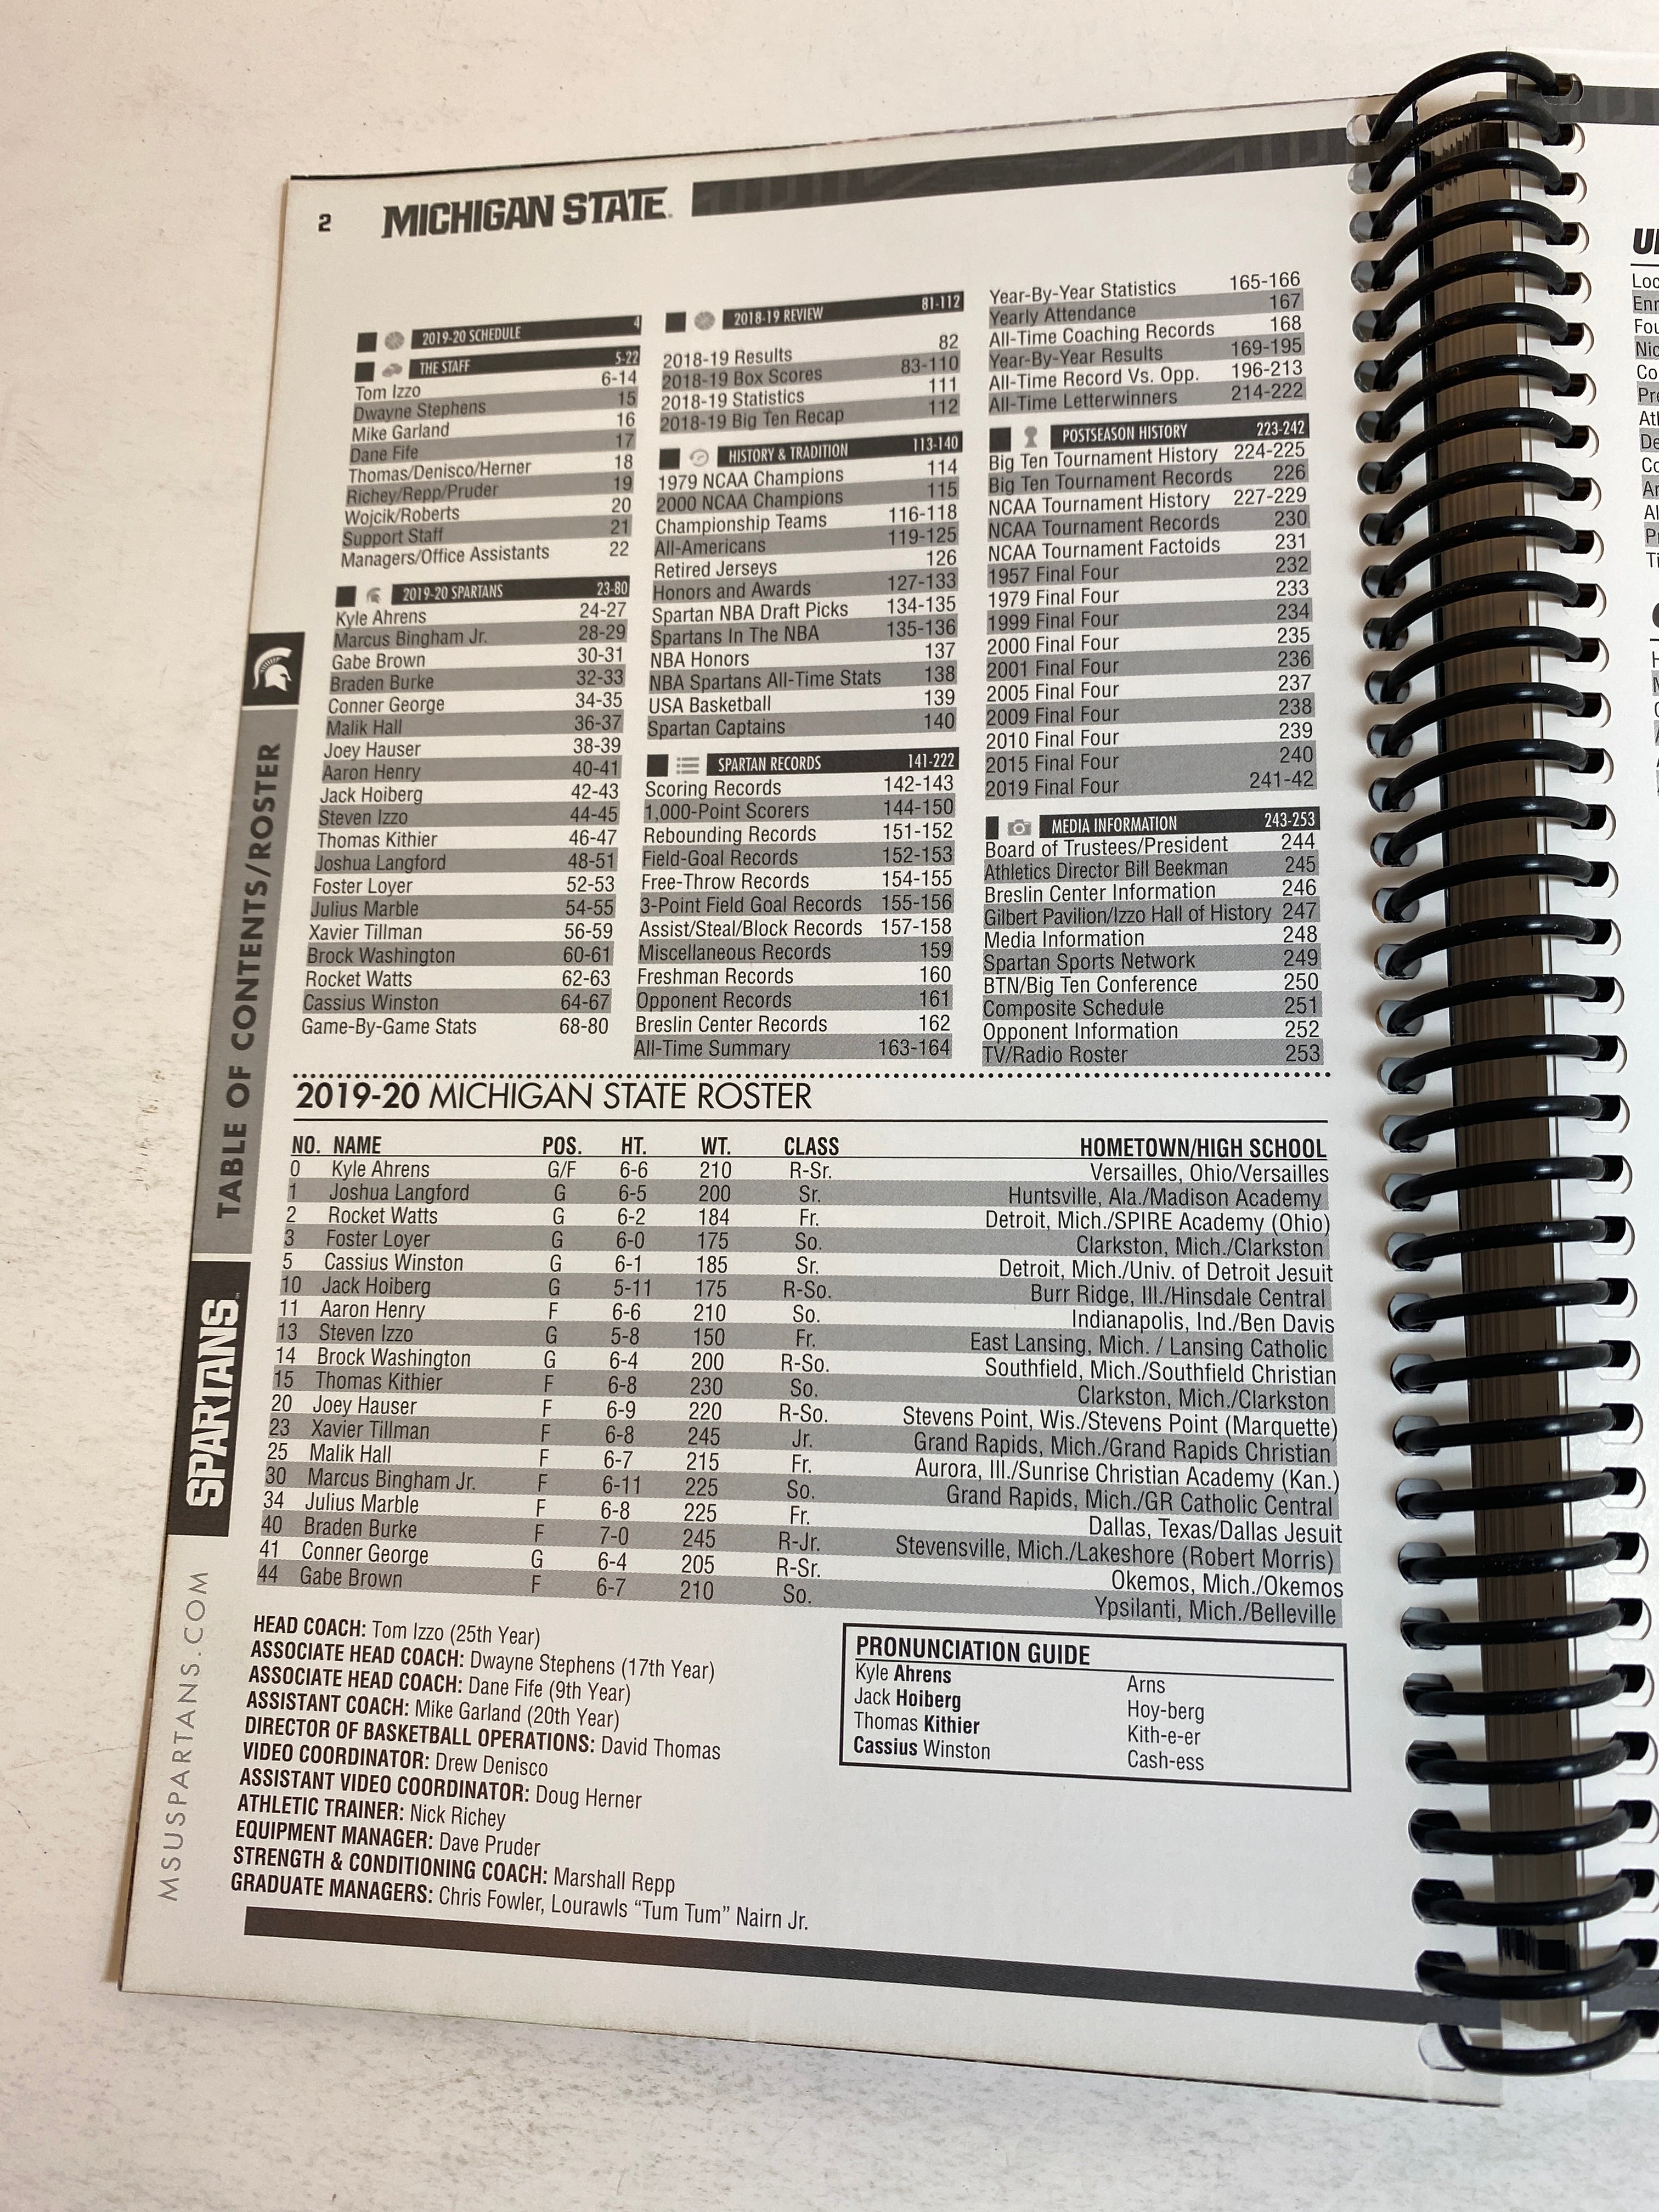 2 MICHIGAN STATE
2019-20 SCHEDULE 4
THE STAFF 5-22
Tom Izzo 6-14
Dwayne Stephens 15
Mike Garland 16
Dane Fife 17
Thomas/Denisco/Herner 18
Richey/Repp/Pruder 19
Wojcik/Roberts 20
Support Staff 21
Managers/Office Assistants 22
2019-20 SPARTANS 23-80
Kyle Ahrens 24-27
Marcus Bingham Jr. 28-29
Gabe Brown 30-31
Braden Burke 32-33
Conner George 34-35
Malik Hall 36-37
Joey Hauser 38-39
Aaron Henry 40-41
Jack Hoiberg 42-43
Steven Izzo 44-45
Thomas Kithier 46-47
Joshua Langford 48-51
Foster Loyer 52-53
Julius Marble 54-55
Xavier Tillman 56-59
Brock Washington 60-61
Rocket Watts 62-63
Cassius Winston 64-67
Game-By-Game Stats 68-80
2018-19 REVIEW 81-112
2018-19 Results 82
2018-19 Box Scores 83-110
2018-19 Statistics 111
2018-19 Big Ten Recap 112
HISTORY & TRADITION 113-140
1979 NCAA Champions 114
2000 NCAA Champions 115
Championship Teams 116-118
All-Americans 119-125
Retired Jerseys 126
Honors and Awards 127-133
Spartan NBA Draft Picks 134-135
Spartans In The NBA 135-136
NBA Honors 137
NBA Spartans All-Time Stats 138
USA Basketball 139
Spartan Captains 140
SPARTAN RECORDS 141-222
Scoring Records 142-143
1,000-Point Scorers 144-150
Rebounding Records 151-152
Field-Goal Records 152-153
Free-Throw Records 154-155
3-Point Field Goal Records 155-156
Assist/Steal/Block Records 157-158
Miscellaneous Records 159
Freshman Records 160
Opponent Records 161
Breslin Center Records 162
All-Time Summary 163-164
Year-By-Year Statistics 165-166
Yearly Attendance 167
All-Time Coaching Records 168
Year-By-Year Results 169-195
All-Time Record Vs. Opp. 196-213
All-Time Letterwinners 214-222
POSTSEASON HISTORY 223-242
Big Ten Tournament History 224-225
Big Ten Tournament Records 226
NCAA Tournament History 227-229
NCAA Tournament Records 230
NCAA Tournament Factoids 231
1957 Final Four 232
1979 Final Four 233
1999 Final Four 234
2000 Final Four 235
2001 Final Four 236
2005 Final Four 237
2009 Final Four 238
2010 Final Four 239
2015 Final Four 240
2019 Final Four 241-42
MEDIA INFORMATION 243-253
Board of Trustees/President 244
Athletics Director Bill Beekman 245
Breslin Center Information 246
Gilbert Pavilion/Izzo Hall of History 247
Media Information 248
Spartan Sports Network 249
BTN/Big Ten Conference 250
Composite Schedule 251
Opponent Information 252
TV/Radio Roster 253
2019-20 MICHIGAN STATE ROSTER
NO. NAME POS. HT. WT. CLASS HOMETOWN/HIGH SCHOOL
0 Kyle Ahrens G/F 6-6 210 R-Sr. Versailles, Ohio/Versailles
1 Joshua Langford G 6-5 200 Sr. Huntsville, Ala./Madison Academy
2 Rocket Watts G 6-2 184 Fr. Detroit, Mich./SPIRE Academy (Ohio)
3 Foster Loyer G 6-0 175 So. Clarkston, Mich./Clarkston
5 Cassius Winston G 6-1 185 Sr. Detroit, Mich./Univ. of Detroit Jesuit
10 Jack Hoiberg G 5-11 175 R-So. Burr Ridge, Ill./Hinsdale Central
11 Aaron Henry F 6-6 210 So. Indianapolis, Ind./Ben Davis
13 Steven Izzo G 5-8 150 Fr. East Lansing, Mich. / Lansing Catholic
14 Brock Washington G 6-4 200 R-So. Southfield, Mich./Southfield Christian
15 Thomas Kithier F 6-8 230 So. Clarkston, Mich./Clarkston
20 Joey Hauser F 6-9 220 R-So. Stevens Point, Wis./Stevens Point (Marquette)
23 Xavier Tillman F 6-8 245 Jr. Grand Rapids, Mich./Grand Rapids Christian
25 Malik Hall F 6-7 215 Fr. Aurora, Ill./Sunrise Christian Academy (Kan.)
30 Marcus Bingham Jr. F 6-11 225 So. Grand Rapids, Mich./GR Catholic Central
34 Julius Marble F 6-8 225 Fr. Dallas, Texas/Dallas Jesuit
40 Braden Burke F 7-0 245 R-Jr. Stevensville, Mich./Lakeshore (Robert Morris)
41 Conner George G 6-4 205 R-Sr. Okemos, Mich./Okemos
44 Gabe Brown F 6-7 210 So. Ypsilanti, Mich./Belleville
HEAD COACH: Tom Izzo (25th Year)
ASSOCIATE HEAD COACH: Dwayne Stephens (17th Year)
ASSOCIATE HEAD COACH: Dane Fife (9th Year)
ASSISTANT COACH: Mike Garland (20th Year)
DIRECTOR OF BASKETBALL OPERATIONS: David Thomas
VIDEO COORDINATOR: Drew Denisco
ASSISTANT VIDEO COORDINATOR: Doug Herner
ATHLETIC TRAINER: Nick Richey
EQUIPMENT MANAGER: Dave Pruder
STRENGTH & CONDITIONING COACH: Marshall Repp
GRADUATE MANAGERS: Chris Fowler, Lourawls “Tum Tum” Nairn Jr.
PRONUNCIATION GUIDE
Kyle Ahrens Arns
Jack Hoiberg Hoy-berg
Thomas Kithier Kith-e-er
Cassius Winston Cash-ess
TABLE OF CONTENTS/ROSTER
SPARTANS
MSUSPARTANS.COM